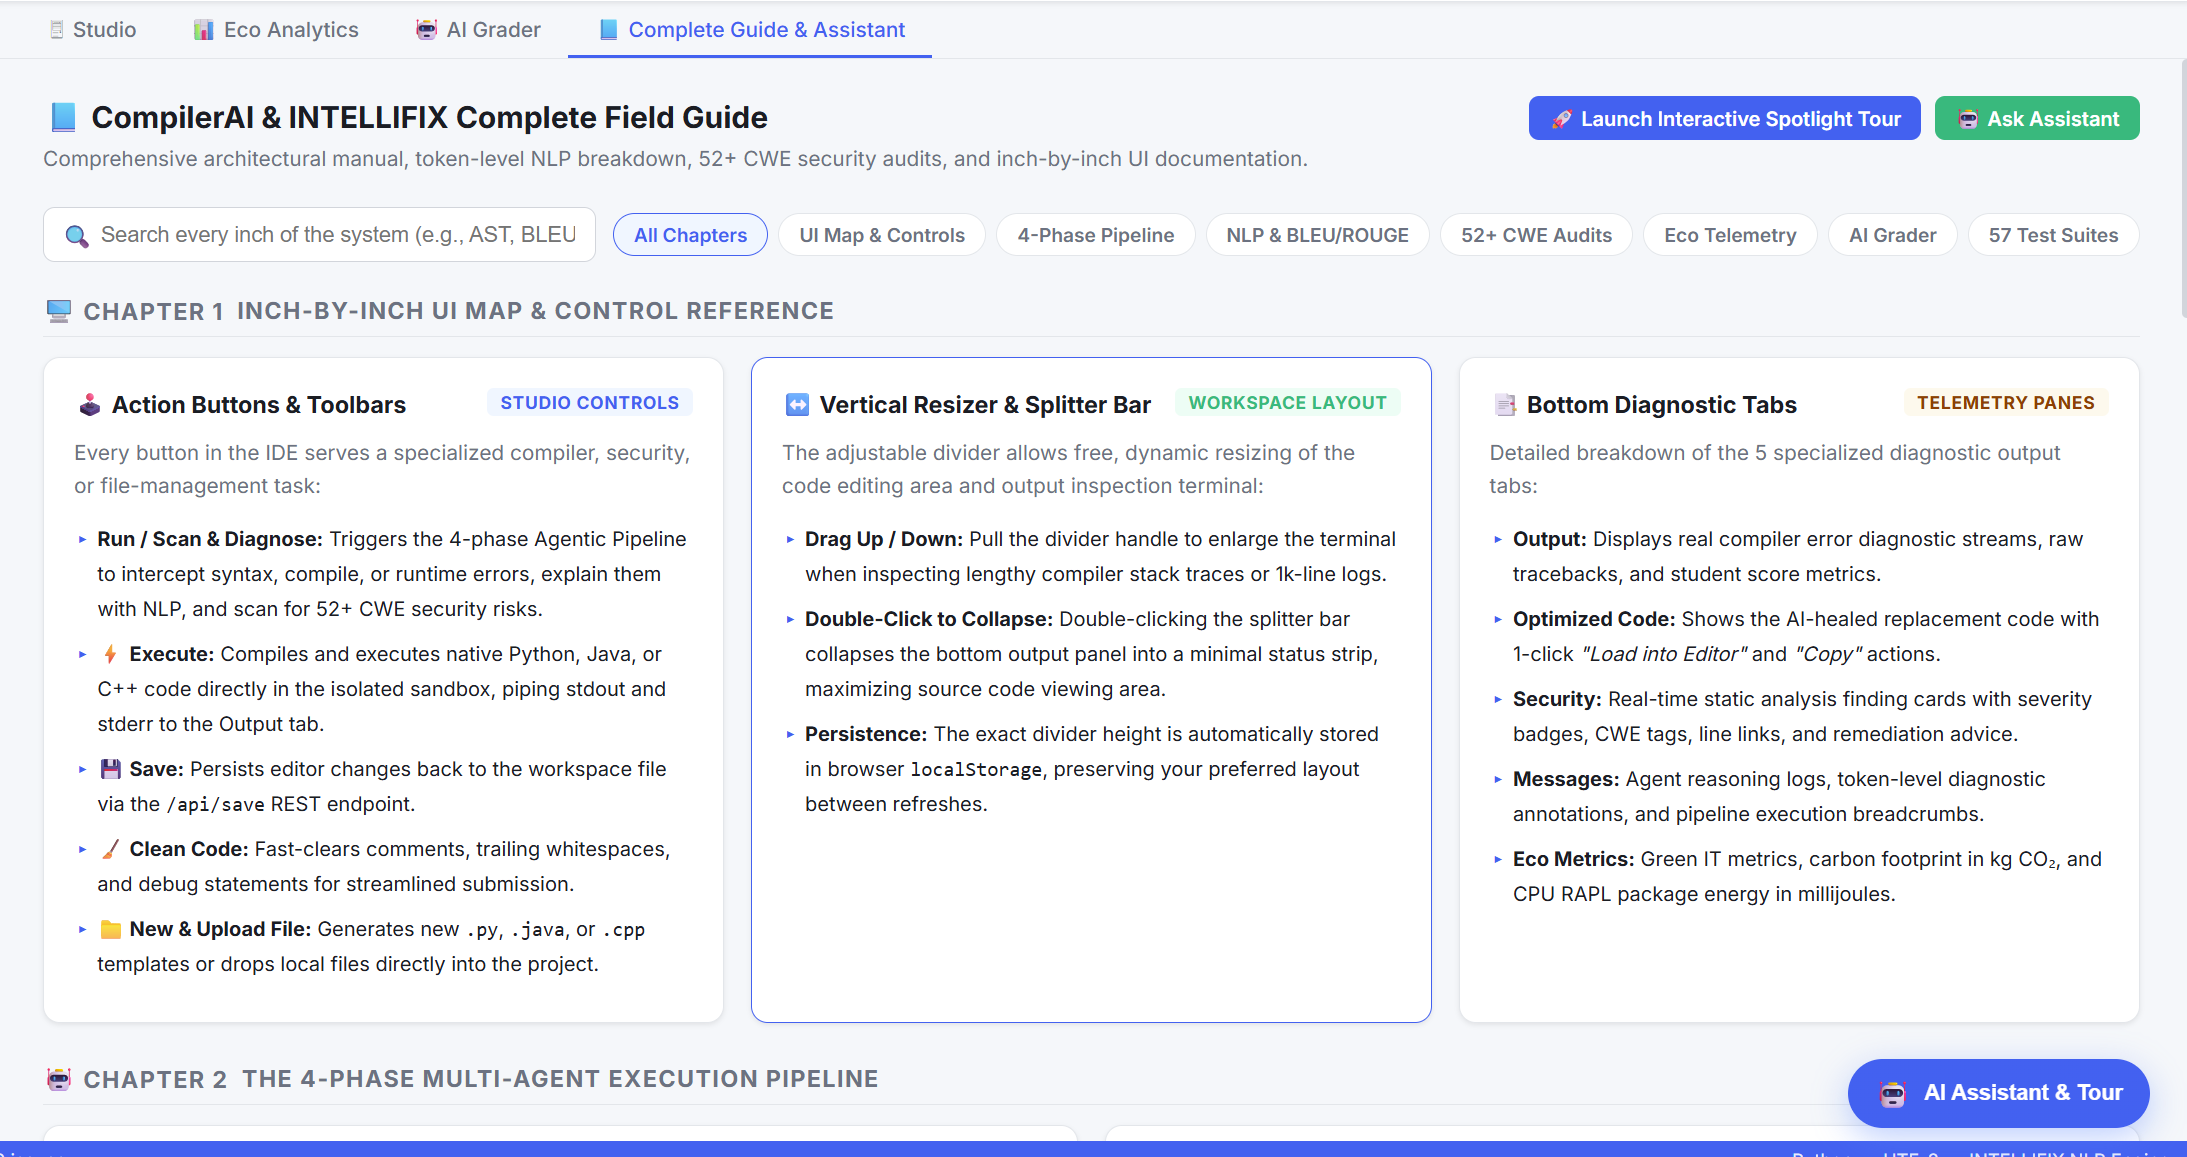 Studio
Eco Analytics
AI Grader
Complete Guide & Assistant
CompilerAI & INTELLIFIX Complete Field Guide
Launch Interactive Spotlight Tour
Ask Assistant
Comprehensive architectural manual, token-level NLP breakdown, 52+ CWE security audits, and inch-by-inch UI documentation.
Search every inch of the system (e.g., AST, BLEU
All Chapters
UI Map & Controls
4-Phase Pipeline
NLP & BLEU/ROUGE
52+ CWE Audits
Eco Telemetry
AI Grader
57 Test Suites
CHAPTER 1 INCH-BY-INCH UI MAP & CONTROL REFERENCE
Action Buttons & Toolbars
STUDIO CONTROLS
Every button in the IDE serves a specialized compiler, security,
or file-management task:
Run / Scan & Diagnose: Triggers the 4-phase Agentic Pipeline
to intercept syntax, compile, or runtime errors, explain them
with NLP, and scan for 52+ CWE security risks.
Execute: Compiles and executes native Python, Java, or
C++ code directly in the isolated sandbox, piping stdout and
stderr to the Output tab.
Save: Persists editor changes back to the workspace file
via the /api/save REST endpoint.
Clean Code: Fast-clears comments, trailing whitespaces,
and debug statements for streamlined submission.
New & Upload File: Generates new .py, .java, or .cpp
templates or drops local files directly into the project.
Vertical Resizer & Splitter Bar
WORKSPACE LAYOUT
The adjustable divider allows free, dynamic resizing of the
code editing area and output inspection terminal:
Drag Up / Down: Pull the divider handle to enlarge the terminal
when inspecting lengthy compiler stack traces or 1k-line logs.
Double-Click to Collapse: Double-clicking the splitter bar
collapses the bottom output panel into a minimal status strip,
maximizing source code viewing area.
Persistence: The exact divider height is automatically stored
in browser localStorage, preserving your preferred layout
between refreshes.
Bottom Diagnostic Tabs
TELEMETRY PANES
Detailed breakdown of the 5 specialized diagnostic output
tabs:
Output: Displays real compiler error diagnostic streams, raw
tracebacks, and student score metrics.
Optimized Code: Shows the AI-healed replacement code with
1-click "Load into Editor" and "Copy" actions.
Security: Real-time static analysis finding cards with severity
badges, CWE tags, line links, and remediation advice.
Messages: Agent reasoning logs, token-level diagnostic
annotations, and pipeline execution breadcrumbs.
Eco Metrics: Green IT metrics, carbon footprint in kg CO₂, and
CPU RAPL package energy in millijoules.
CHAPTER 2 THE 4-PHASE MULTI-AGENT EXECUTION PIPELINE
AI Assistant & Tour